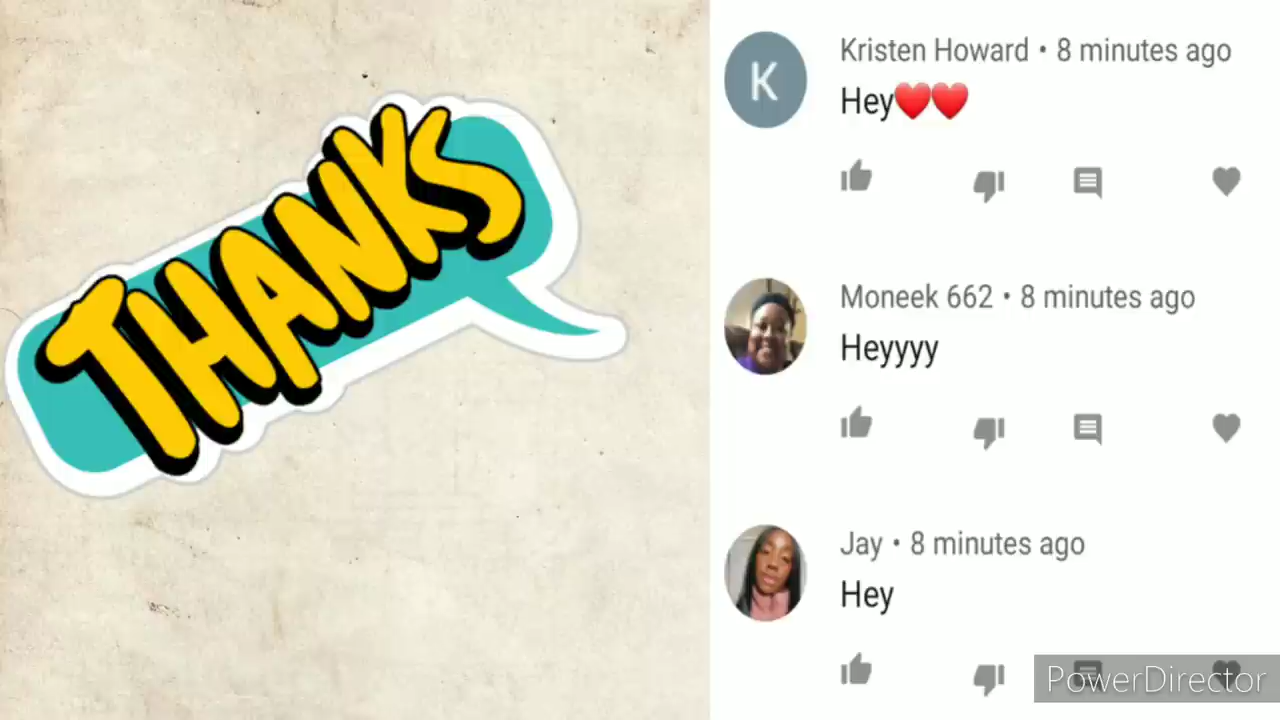 THANKS
K
Kristen Howard • 8 minutes ago
Hey❤️❤️
Moneek 662 • 8 minutes ago
Heyyyy
Jay • 8 minutes ago
Hey
PowerDirector